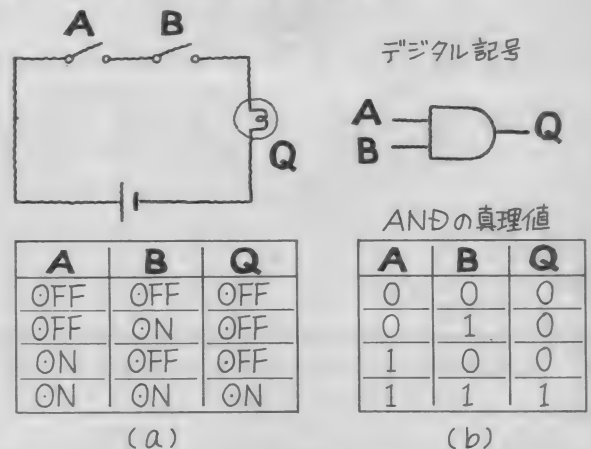 A B
Q
A B Q
OFF OFF OFF
OFF ON OFF
ON OFF OFF
ON ON ON
(a)
デジタル記号
A
B
Q
ANDの真理値
A B Q
0 0 0
0 1 0
1 0 0
1 1 1
(b)